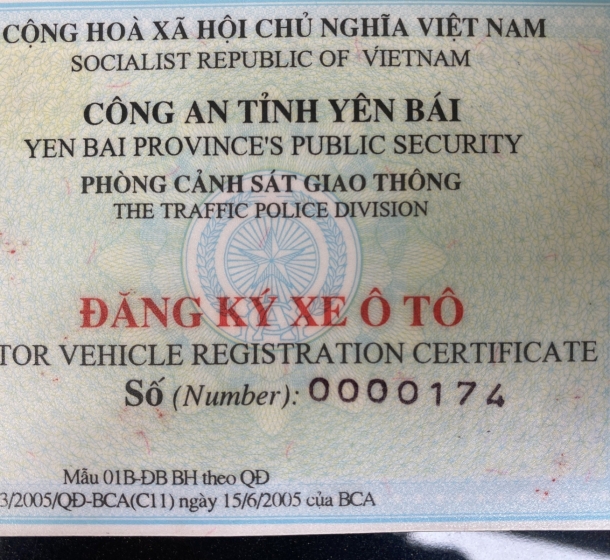 CỘNG HOÀ XÃ HỘI CHỦ NGHĨA VIỆT NAM
SOCIALIST REPUBLIC OF VIETNAM
CÔNG AN TỈNH YÊN BÁI
YEN BAI PROVINCE'S PUBLIC SECURITY
PHÒNG CẢNH SÁT GIAO THÔNG
THE TRAFFIC POLICE DIVISION
ĐĂNG KÝ XE Ô TÔ
TOR VEHICLE REGISTRATION CERTIFICATE
Số (Number): 0000174
Mẫu 01B-ĐB BH theo QĐ
3/2005/QĐ-BCA(C11) ngày 15/6/2005 của BCA